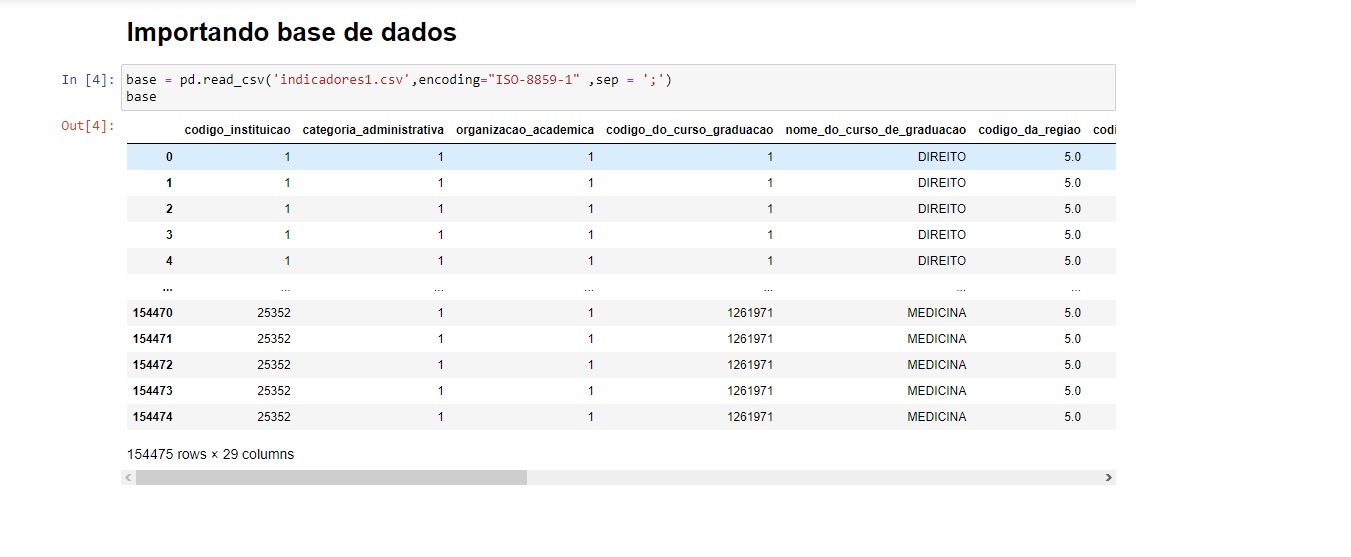 Importando base de dados
In [4]: base = pd.read_csv('indicadores1.csv',encoding="ISO-8859-1" ,sep = ';')
base
Out[4]:
codigo_instituicao categoria_administrativa organizacao_academica codigo_do_curso_graduacao nome_do_curso_de_graduacao codigo_da_regiao codi
0 1 1 1 1 DIREITO 5.0
1 1 1 1 1 DIREITO 5.0
2 1 1 1 1 DIREITO 5.0
3 1 1 1 1 DIREITO 5.0
4 1 1 1 1 DIREITO 5.0
... ... ... ... ... ... ...
154470 25352 1 1 1261971 MEDICINA 5.0
154471 25352 1 1 1261971 MEDICINA 5.0
154472 25352 1 1 1261971 MEDICINA 5.0
154473 25352 1 1 1261971 MEDICINA 5.0
154474 25352 1 1 1261971 MEDICINA 5.0
154475 rows × 29 columns